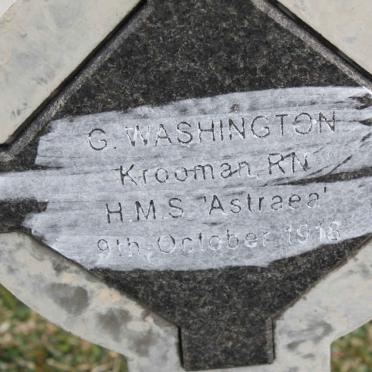 G. WASHINGTON
Krooman, RN
H.M.S. 'Astraea'
9th October 1918